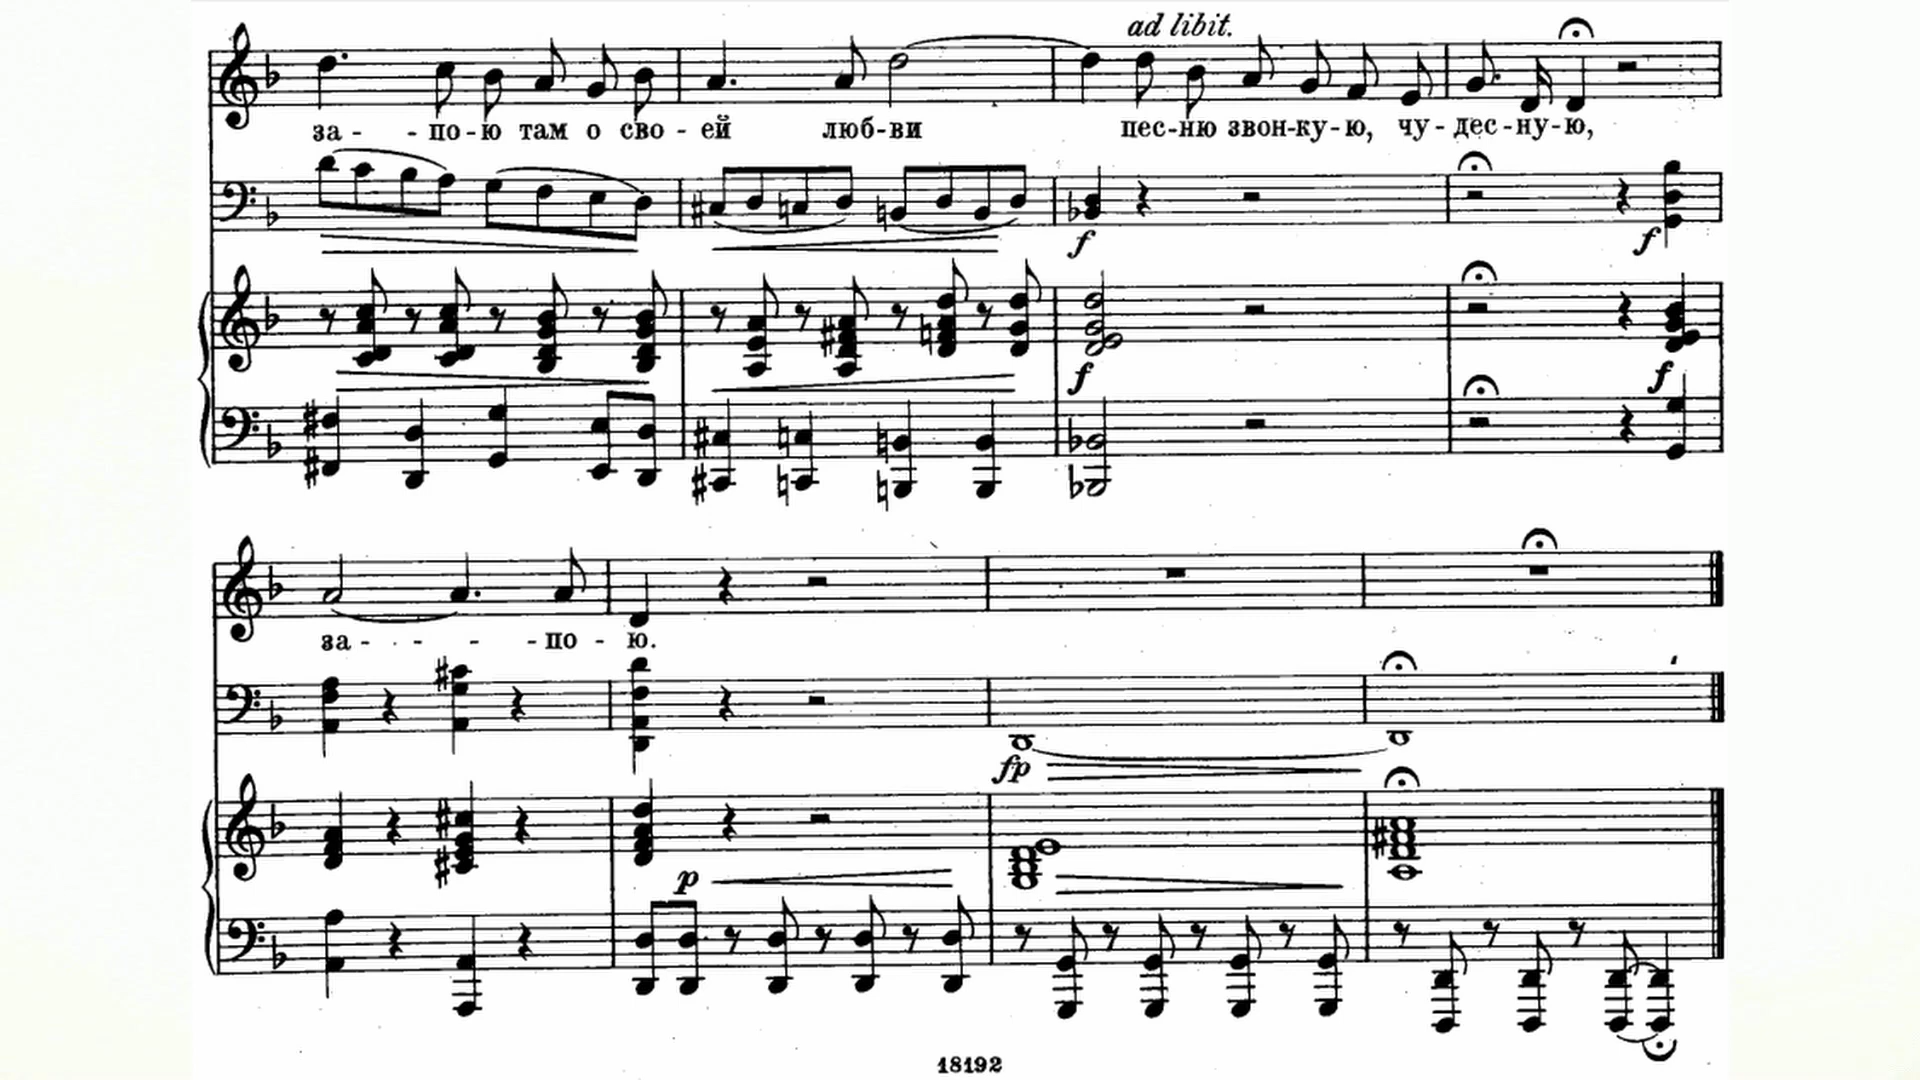 ad libit.
за - - по - ю там о сво - ей люб - ви пес - ню звон - ку - ю, чу - дес - ну - ю,
f f
f f
за - - - - - по - ю.
fp
p
18192